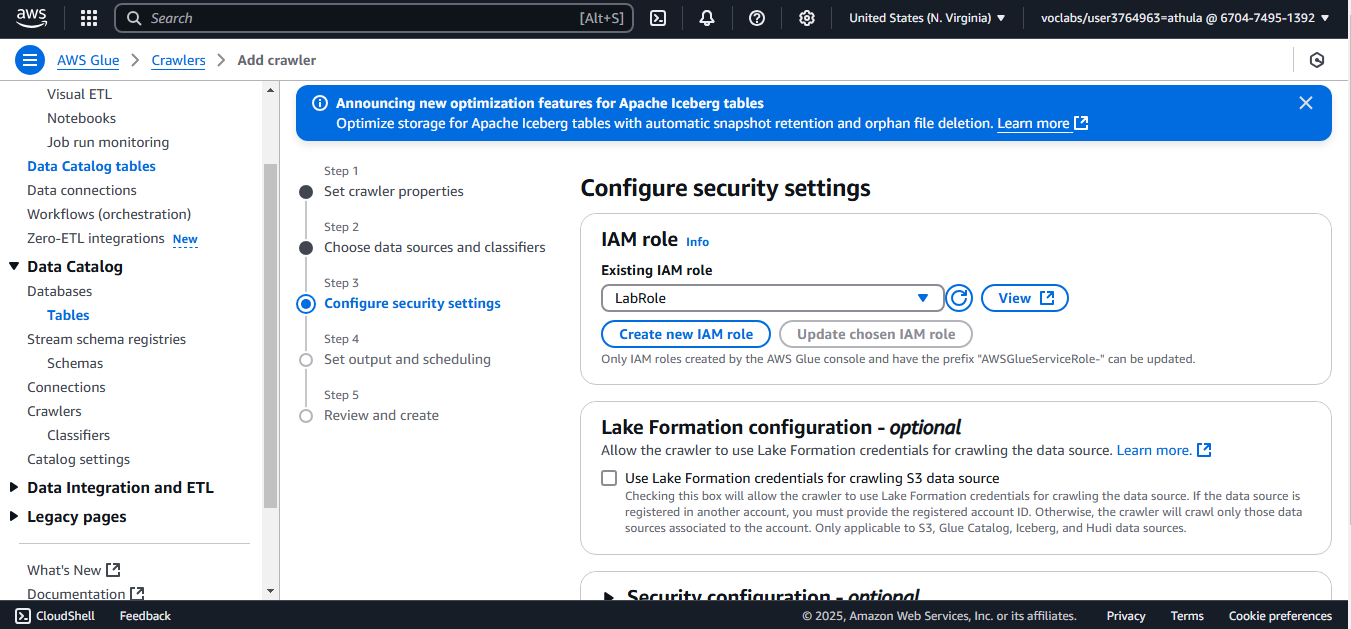 aws
Search
[Alt+S]
United States (N. Virginia)
voclabs/user3764963=athula @ 6704-7495-1392
AWS Glue
Crawlers
Add crawler
Visual ETL
Notebooks
Job run monitoring
Data Catalog tables
Data connections
Workflows (orchestration)
Zero-ETL integrations New
Data Catalog
Databases
Tables
Stream schema registries
Schemas
Connections
Crawlers
Classifiers
Catalog settings
Data Integration and ETL
Legacy pages
What's New
Documentation
Announcing new optimization features for Apache Iceberg tables
Optimize storage for Apache Iceberg tables with automatic snapshot retention and orphan file deletion. Learn more
Step 1
Set crawler properties
Step 2
Choose data sources and classifiers
Step 3
Configure security settings
Step 4
Set output and scheduling
Step 5
Review and create
Configure security settings
IAM role Info
Existing IAM role
LabRole
View
Create new IAM role
Update chosen IAM role
Only IAM roles created by the AWS Glue console and have the prefix "AWSGlueServiceRole-" can be updated.
Lake Formation configuration - optional
Allow the crawler to use Lake Formation credentials for crawling the data source. Learn more.
Use Lake Formation credentials for crawling S3 data source
Checking this box will allow the crawler to use Lake Formation credentials for crawling the data source. If the data source is
registered in another account, you must provide the registered account ID. Otherwise, the crawler will crawl only those data
sources associated to the account. Only applicable to S3, Glue Catalog, Iceberg, and Hudi data sources.
Security configuration - optional
CloudShell
Feedback
© 2025, Amazon Web Services, Inc. or its affiliates.
Privacy
Terms
Cookie preferences